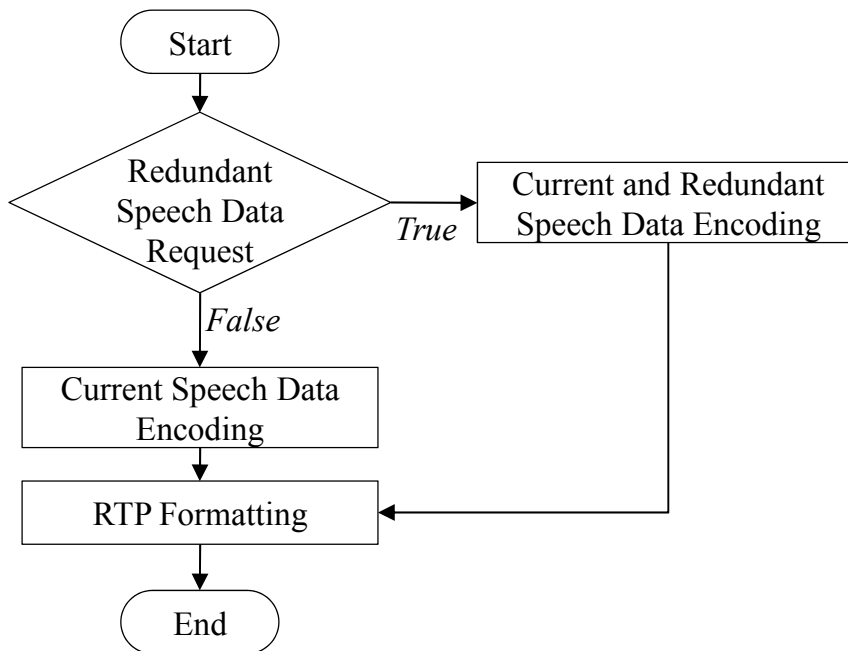 Start
Redundant
Speech Data
Request
True
Current and Redundant
Speech Data Encoding
False
Current Speech Data
Encoding
RTP Formatting
End